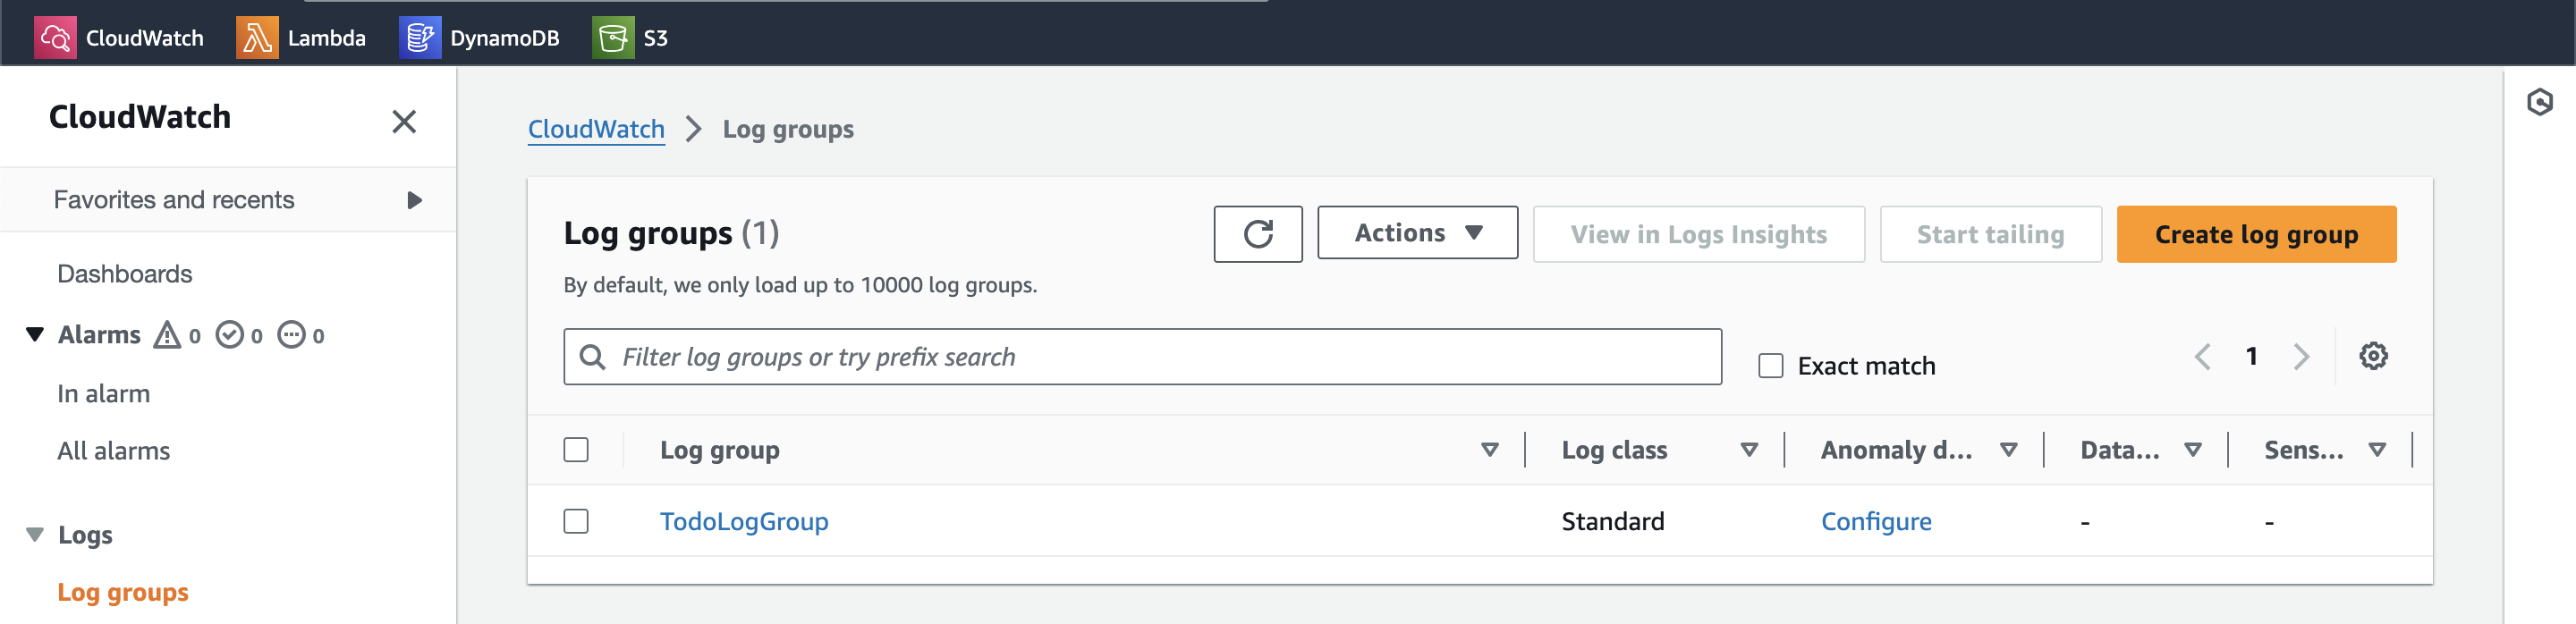 CloudWatch Lambda DynamoDB S3
CloudWatch
Favorites and recents
Dashboards
Alarms 0 0 0
In alarm
All alarms
Logs
Log groups
CloudWatch Log groups
Log groups (1)
Actions View in Logs Insights Start tailing Create log group
By default, we only load up to 10000 log groups.
Filter log groups or try prefix search
Exact match
1
Log group Log class Anomaly d... Data... Sens...
TodoLogGroup Standard Configure - -